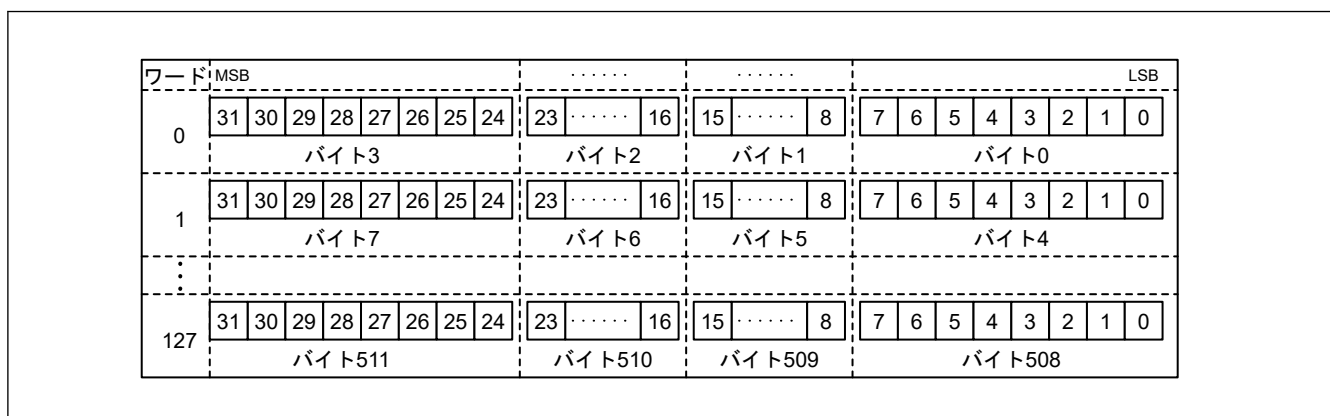 ワード MSB ······ ······ LSB
0 31 30 29 28 27 26 25 24 23 ······ 16 15 ······ 8 7 6 5 4 3 2 1 0
バイト3 バイト2 バイト1 バイト0
1 31 30 29 28 27 26 25 24 23 ······ 16 15 ······ 8 7 6 5 4 3 2 1 0
バイト7 バイト6 バイト5 バイト4
⋮
127 31 30 29 28 27 26 25 24 23 ······ 16 15 ······ 8 7 6 5 4 3 2 1 0
バイト511 バイト510 バイト509 バイト508